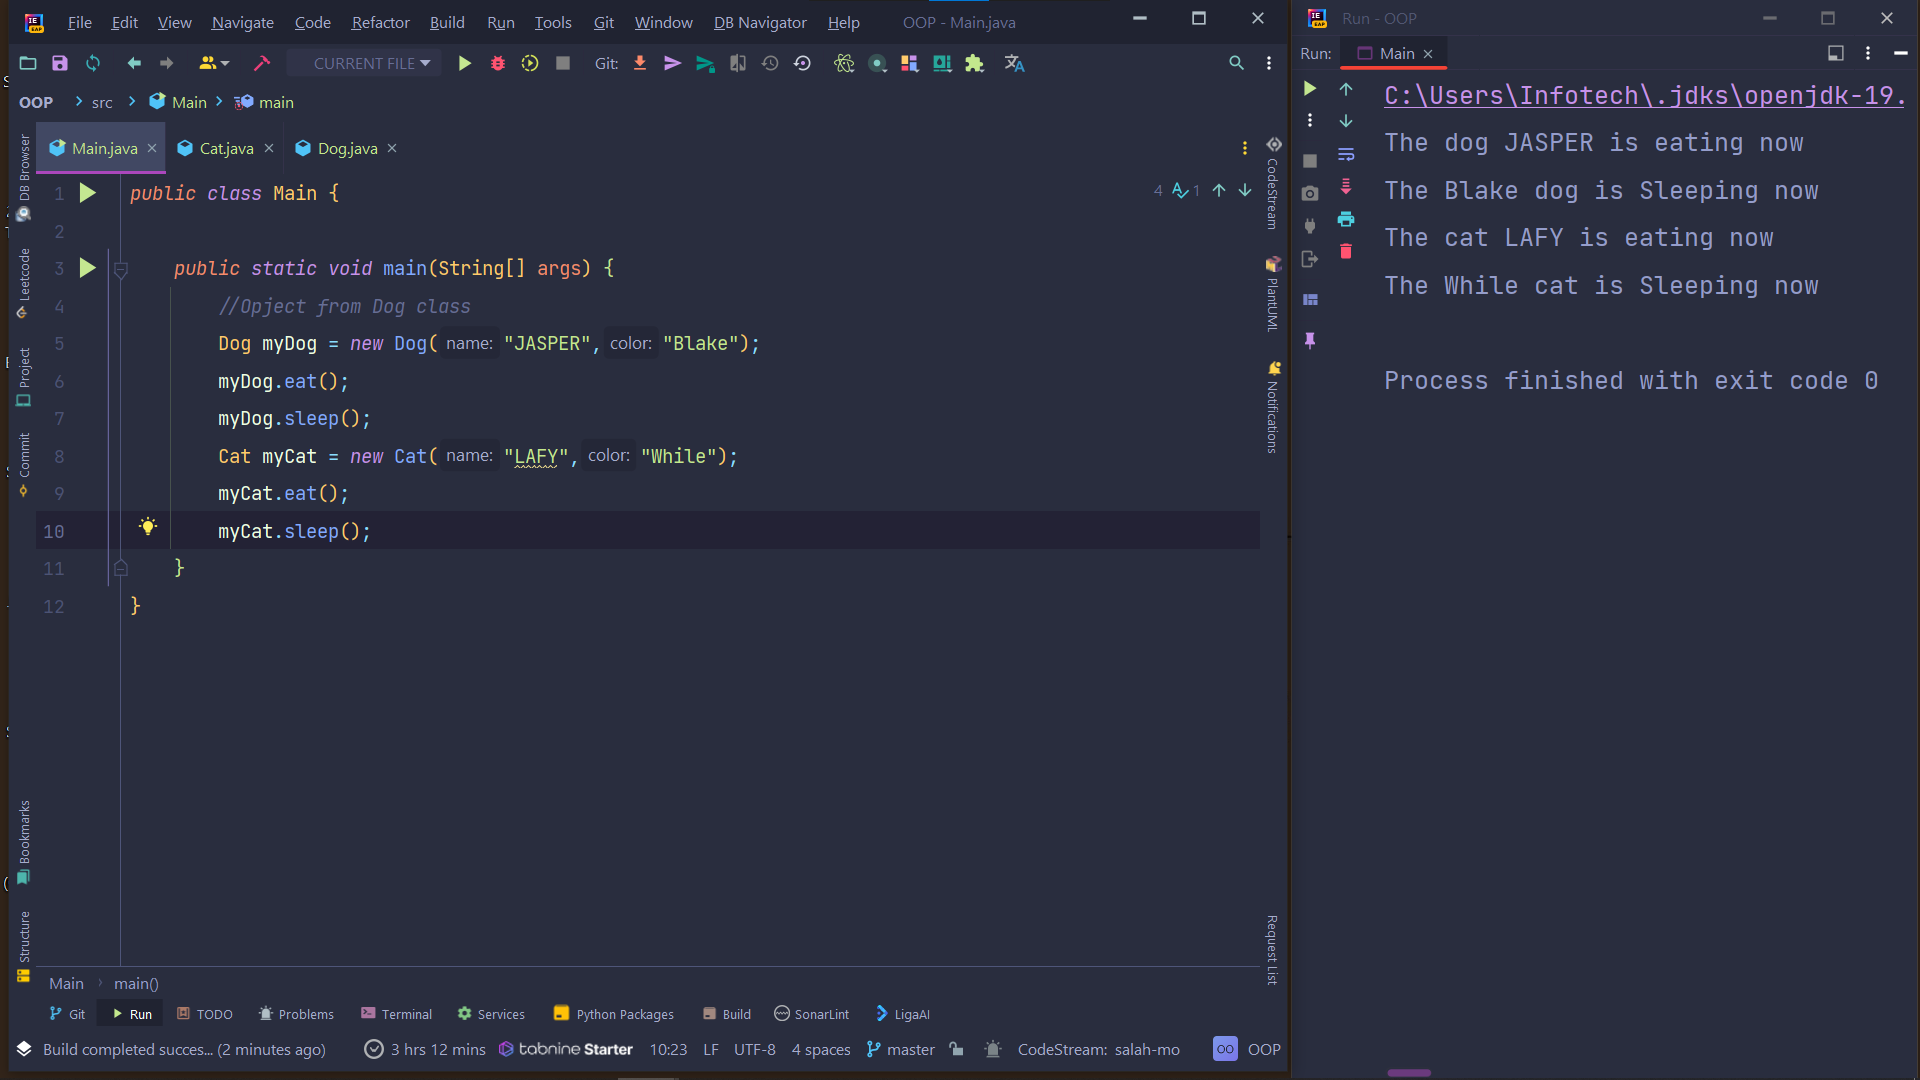 File Edit View Navigate Code Refactor Build Run Tools Git Window DB Navigator Help OOP - Main.java
CURRENT FILE Git:
OOP src Main main
Main.java Cat.java Dog.java
4 1
1 public class Main {
2
3 public static void main(String[] args) {
4 //Opject from Dog class
5 Dog myDog = new Dog( name: "JASPER", color: "Blake");
6 myDog.eat();
7 myDog.sleep();
8 Cat myCat = new Cat( name: "LAFY", color: "While");
9 myCat.eat();
10 myCat.sleep();
11 }
12 }
DB Browser
Leetcode
Project
Commit
Bookmarks
Structure
CodeStream
PlantUML
Notifications
Request List
Main main()
Git Run TODO Problems Terminal Services Python Packages Build SonarLint LigaAI
Build completed succes... (2 minutes ago) 3 hrs 12 mins tabnine Starter 10:23 LF UTF-8 4 spaces master CodeStream: salah-mo OO OOP
Run - OOP
Run: Main
C:\Users\Infotech\.jdks\openjdk-19.
The dog JASPER is eating now
The Blake dog is Sleeping now
The cat LAFY is eating now
The While cat is Sleeping now
Process finished with exit code 0